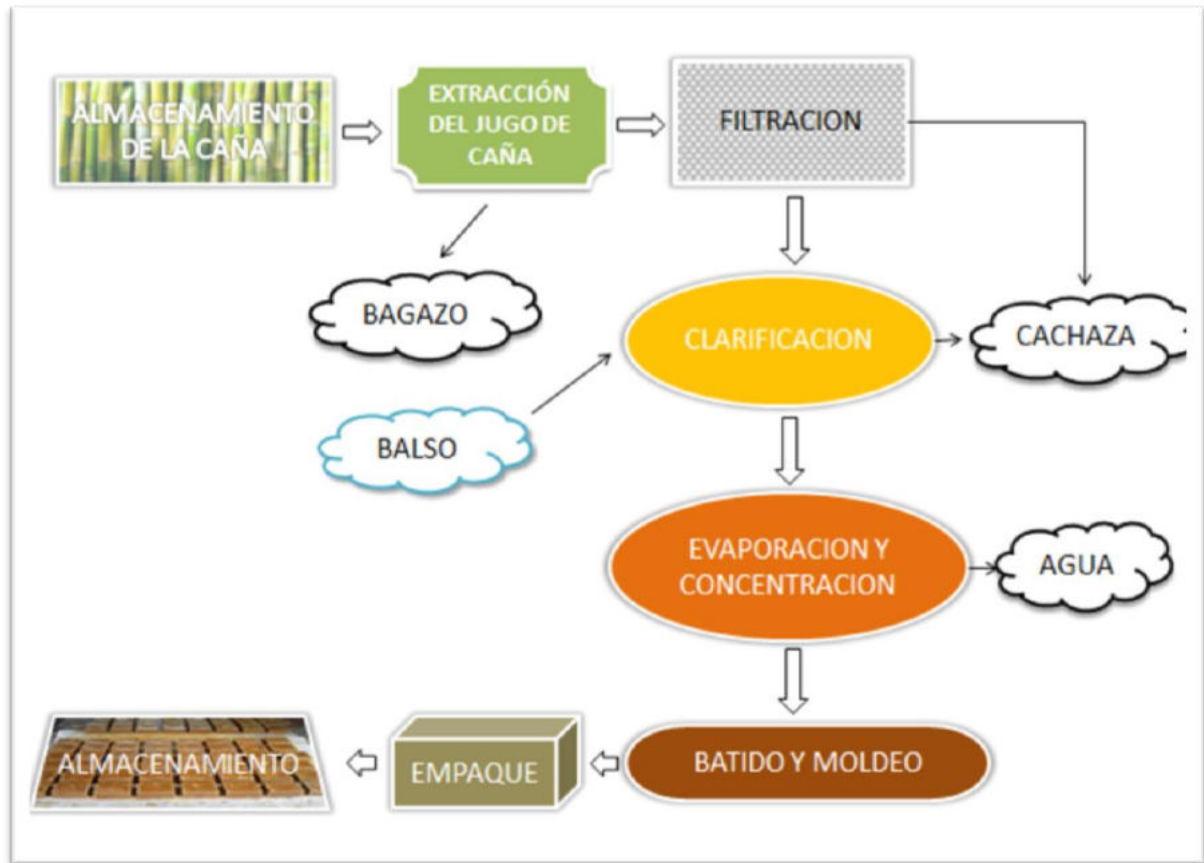 ALMACENAMIENTO
DE LA CAÑA
EXTRACCIÓN
DEL JUGO DE
CAÑA
FILTRACION
BAGAZO
CLARIFICACION
CACHAZA
BALSO
EVAPORACION Y
CONCENTRACION
AGUA
BATIDO Y MOLDEO
EMPAQUE
ALMACENAMIENTO